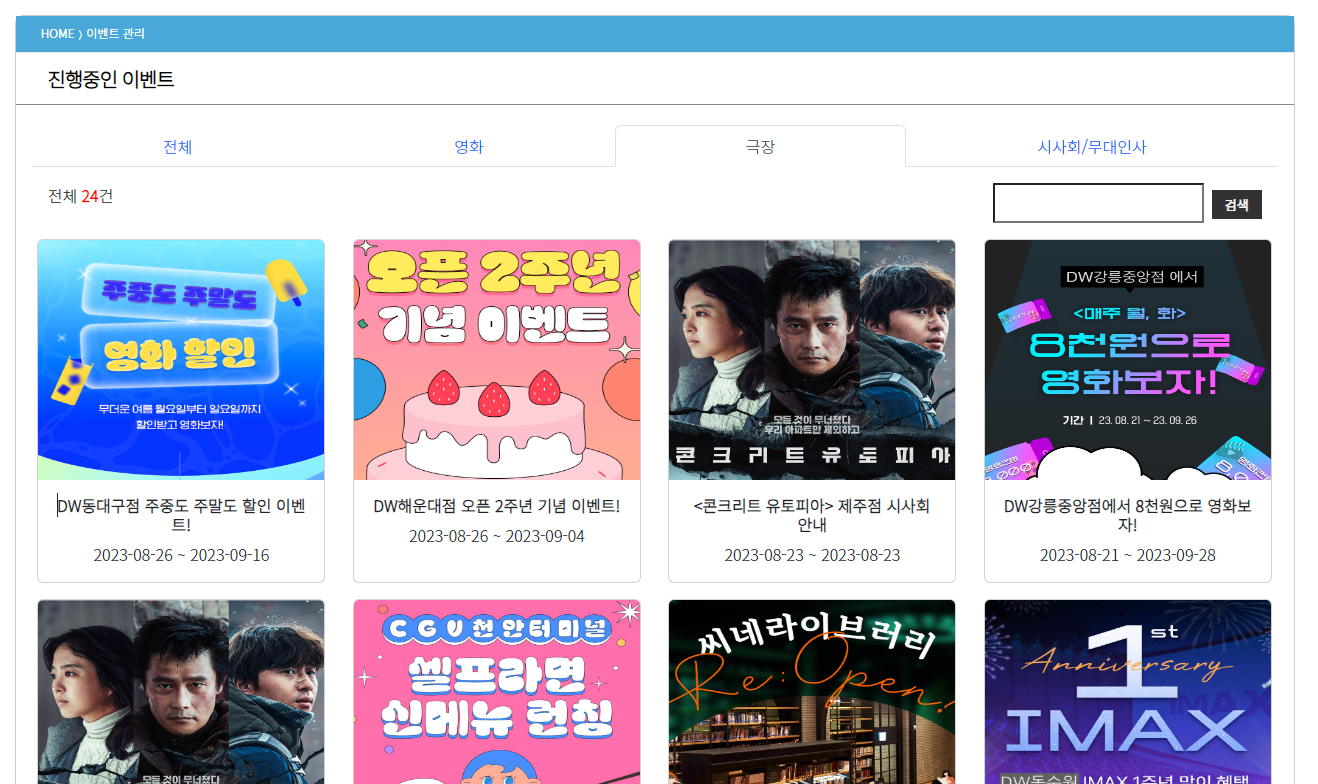 HOME 〉이벤트 관리
진행중인 이벤트
전체
영화
극장
시사회/무대인사
전체 24건
검색
주중도 주말도
영화 할인
무더운 여름 월요일부터 일요일까지
할인받고 영화보자!
DW동대구점 주중도 주말도 할인 이벤
트!
2023-08-26 ~ 2023-09-16
오픈 2주년
기념 이벤트
DW해운대점 오픈 2주년 기념 이벤트!
2023-08-26 ~ 2023-09-04
모든 것이 무너졌다
우리 아파트만 제외하고
콘크리트 유토피아
<콘크리트 유토피아> 제주점 시사회
안내
2023-08-23 ~ 2023-08-23
DW강릉중앙점 에서
<매주 월, 화>
8천원으로
영화보자!
기간 | 23. 08. 21 ~ 23. 09. 26
DW강릉중앙점에서 8천원으로 영화보
자!
2023-08-21 ~ 2023-09-28
모든 것이 무너졌다
CGV천안터미널
셀프라면
신메뉴 런칭
씨네라이브러리
Re:Open!
1st
Anniversary
IMAX
DW동수원 IMAX 1주년 맞이 혜택